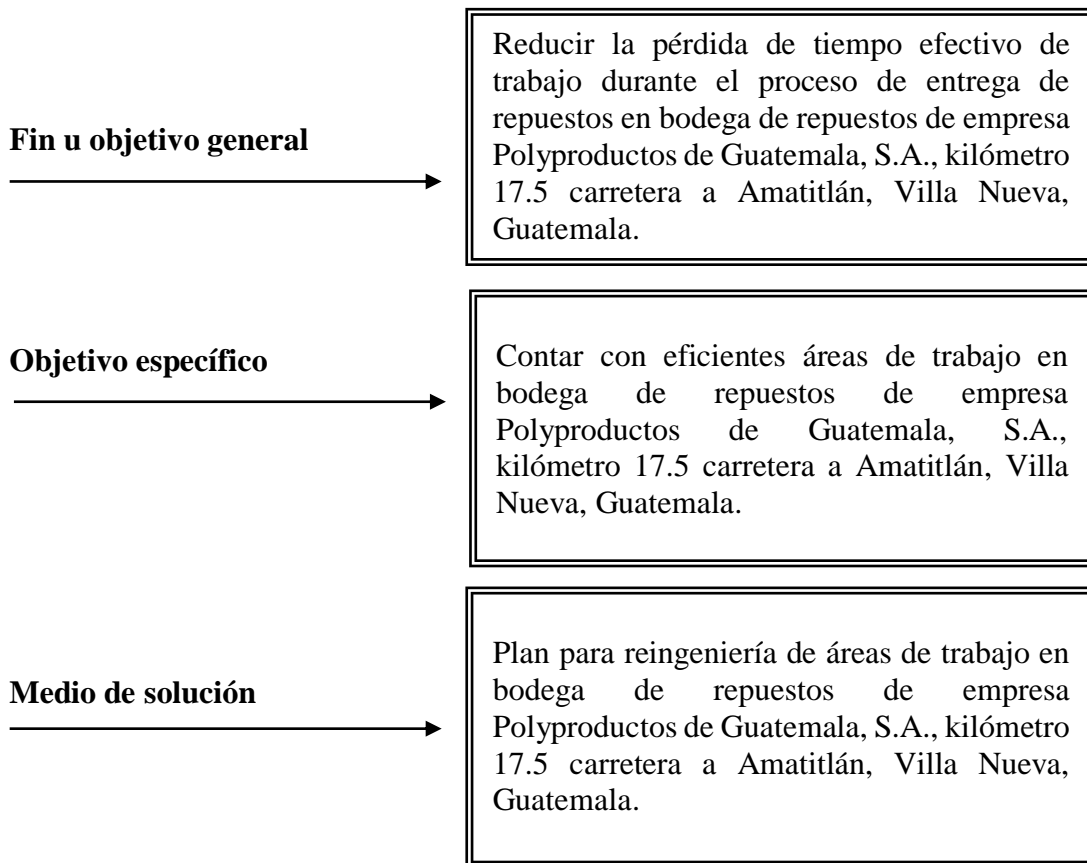 Fin u objetivo general
Reducir la pérdida de tiempo efectivo de
trabajo durante el proceso de entrega de
repuestos en bodega de repuestos de empresa
Polyproductos de Guatemala, S.A., kilómetro
17.5 carretera a Amatitlán, Villa Nueva,
Guatemala.
Objetivo específico
Contar con eficientes áreas de trabajo en
bodega de repuestos de empresa
Polyproductos de Guatemala, S.A.,
kilómetro 17.5 carretera a Amatitlán, Villa
Nueva, Guatemala.
Medio de solución
Plan para reingeniería de áreas de trabajo en
bodega de repuestos de empresa
Polyproductos de Guatemala, S.A., kilómetro
17.5 carretera a Amatitlán, Villa Nueva,
Guatemala.